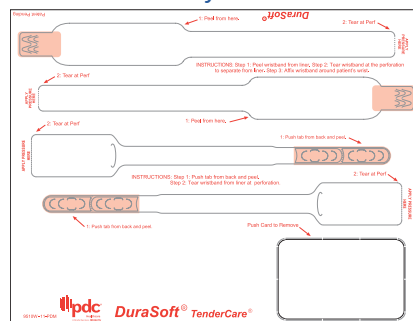 Patent Pending
1: Peel from here.
DuraSoft®
2: Tear at Perf
APPLY PRESSURE HERE
INSTRUCTIONS: Step 1: Peel wristband from liner, Step 2: Tear wristband at the perforation
to separate from liner. Step 3: Affix wristband around patient's wrist.
2: Tear at Perf
APPLY PRESSURE HERE
1: Peel from here.
2: Tear at Perf
1: Push tab from back and peel.
APPLY PRESSURE HERE
2: Tear at Perf
INSTRUCTIONS: Step 1: Push tab from back and peel.
Step 2: Tear wristband from liner at perforation.
APPLY PRESSURE HERE
1: Push tab from back and peel.
Push Card to Remove
pdc
DuraSoft® TenderCare®